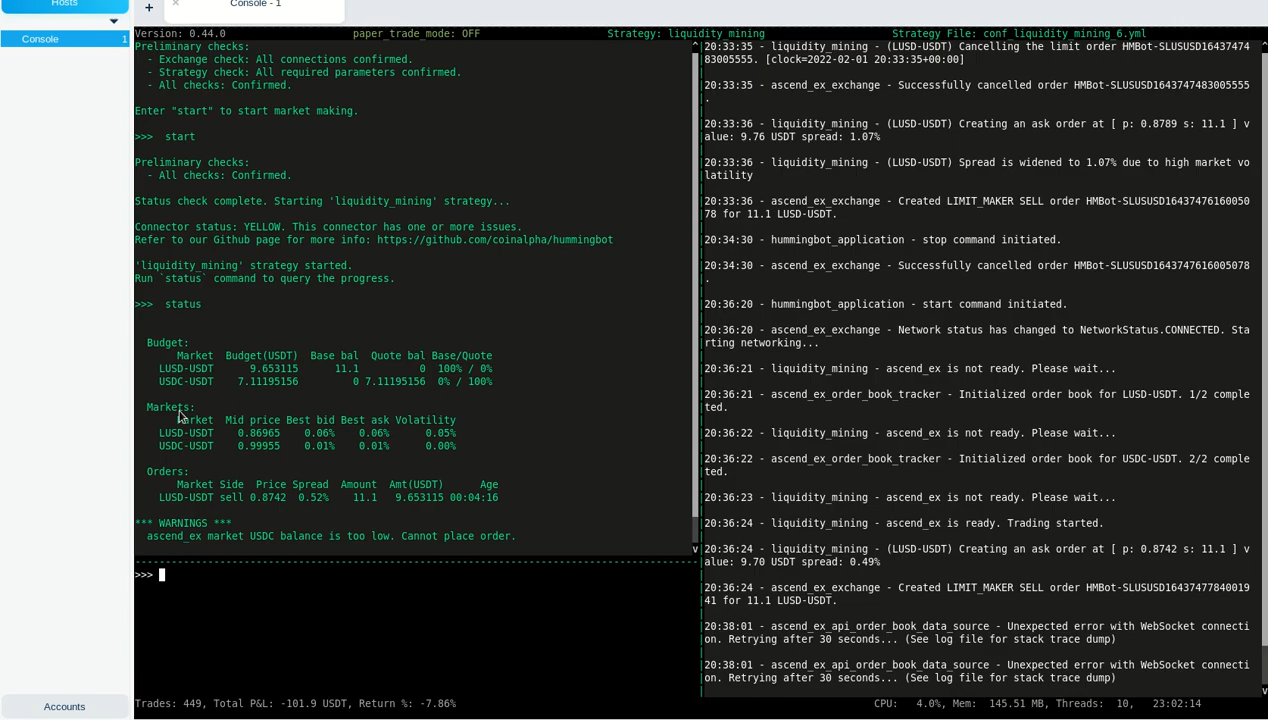 Hosts
Console 1
Accounts
+
× Console - 1
Version: 0.44.0 paper_trade_mode: OFF Strategy: liquidity_mining Strategy File: conf_liquidity_mining_6.yml
Preliminary checks:
- Exchange check: All connections confirmed.
- Strategy check: All required parameters confirmed.
- All checks: Confirmed.
Enter "start" to start market making.
>>> start
Preliminary checks:
- All checks: Confirmed.
Status check complete. Starting 'liquidity_mining' strategy...
Connector status: YELLOW. This connector has one or more issues.
Refer to our Github page for more info: https://github.com/coinalpha/hummingbot
'liquidity_mining' strategy started.
Run `status` command to query the progress.
>>> status
Budget:
Market Budget(USDT) Base bal Quote bal Base/Quote
LUSD-USDT 9.653115 11.1 0 100% / 0%
USDC-USDT 7.11195156 0 7.11195156 0% / 100%
Markets:
Market Mid price Best bid Best ask Volatility
LUSD-USDT 0.86965 0.06% 0.06% 0.05%
USDC-USDT 0.99955 0.01% 0.01% 0.00%
Orders:
Market Side Price Spread Amount Amt(USDT) Age
LUSD-USDT sell 0.8742 0.52% 11.1 9.653115 00:04:16
*** WARNINGS ***
ascend_ex market USDC balance is too low. Cannot place order.
>>>
20:33:35 - liquidity_mining - (LUSD-USDT) Cancelling the limit order HMBot-SLUSUSD16437474
83005555. [clock=2022-02-01 20:33:35+00:00]
20:33:35 - ascend_ex_exchange - Successfully cancelled order HMBot-SLUSUSD1643747483005555
.
20:33:36 - liquidity_mining - (LUSD-USDT) Creating an ask order at [ p: 0.8789 s: 11.1 ] v
alue: 9.76 USDT spread: 1.07%
20:33:36 - liquidity_mining - (LUSD-USDT) Spread is widened to 1.07% due to high market vo
latility
20:33:36 - ascend_ex_exchange - Created LIMIT_MAKER SELL order HMBot-SLUSUSD16437476160050
78 for 11.1 LUSD-USDT.
20:34:30 - hummingbot_application - stop command initiated.
20:34:30 - ascend_ex_exchange - Successfully cancelled order HMBot-SLUSUSD1643747616005078
.
20:36:20 - hummingbot_application - start command initiated.
20:36:20 - ascend_ex_exchange - Network status has changed to NetworkStatus.CONNECTED. Sta
rting networking...
20:36:21 - liquidity_mining - ascend_ex is not ready. Please wait...
20:36:21 - ascend_ex_order_book_tracker - Initialized order book for LUSD-USDT. 1/2 comple
ted.
20:36:22 - liquidity_mining - ascend_ex is not ready. Please wait...
20:36:22 - ascend_ex_order_book_tracker - Initialized order book for USDC-USDT. 2/2 comple
ted.
20:36:23 - liquidity_mining - ascend_ex is not ready. Please wait...
20:36:24 - liquidity_mining - ascend_ex is ready. Trading started.
20:36:24 - liquidity_mining - (LUSD-USDT) Creating an ask order at [ p: 0.8742 s: 11.1 ] v
alue: 9.70 USDT spread: 0.49%
20:36:24 - ascend_ex_exchange - Created LIMIT_MAKER SELL order HMBot-SLUSUSD16437477840019
41 for 11.1 LUSD-USDT.
20:38:01 - ascend_ex_api_order_book_data_source - Unexpected error with WebSocket connecti
on. Retrying after 30 seconds... (See log file for stack trace dump)
20:38:01 - ascend_ex_api_order_book_data_source - Unexpected error with WebSocket connecti
on. Retrying after 30 seconds... (See log file for stack trace dump)
Trades: 449, Total P&L: -101.9 USDT, Return %: -7.86% CPU: 4.0%, Mem: 145.51 MB, Threads: 10, 23:02:14